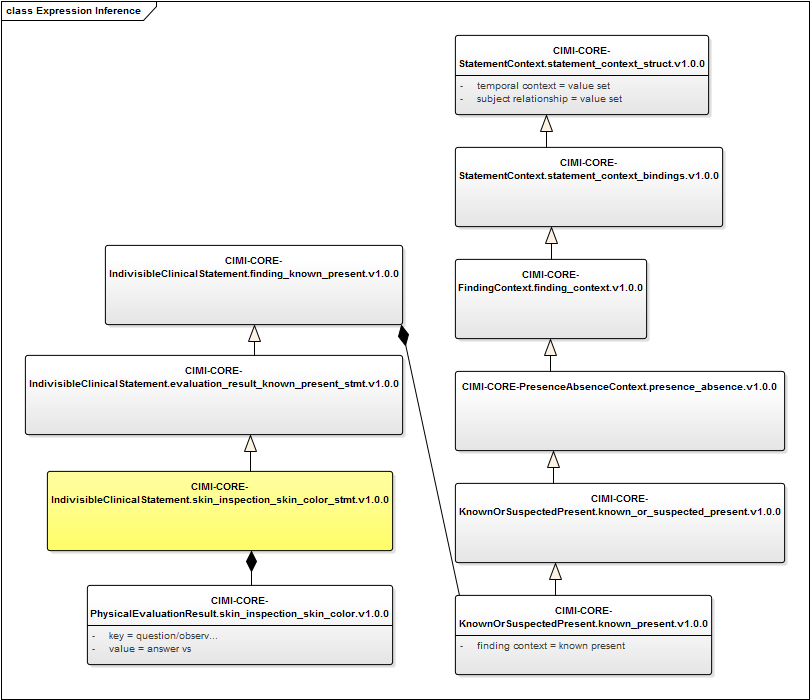 class Expression Inference
CIMI-CORE-
StatementContext.statement_context_struct.v1.0.0
- temporal context = value set
- subject relationship = value set
CIMI-CORE-
StatementContext.statement_context_bindings.v1.0.0
CIMI-CORE-
IndivisibleClinicalStatement.finding_known_present.v1.0.0
CIMI-CORE-
FindingContext.finding_context.v1.0.0
CIMI-CORE-
IndivisibleClinicalStatement.evaluation_result_known_present_stmt.v1.0.0
CIMI-CORE-PresenceAbsenceContext.presence_absence.v1.0.0
CIMI-CORE-
IndivisibleClinicalStatement.skin_inspection_skin_color_stmt.v1.0.0
CIMI-CORE-
KnownOrSuspectedPresent.known_or_suspected_present.v1.0.0
CIMI-CORE-
PhysicalEvaluationResult.skin_inspection_skin_color.v1.0.0
- key = question/observ...
- value = answer vs
CIMI-CORE-
KnownOrSuspectedPresent.known_present.v1.0.0
- finding context = known present